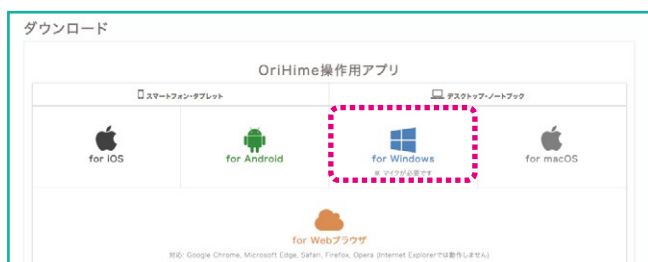 ダウンロード
OriHime操作用アプリ
スマートフォン・タブレット
デスクトップ・ノートブック
for iOS
for Android
for Windows
※ マイクが必要です
for macOS
for Webブラウザ
対応: Google Chrome, Microsoft Edge, Safari, Firefox, Opera (Internet Explorerでは動作しません)